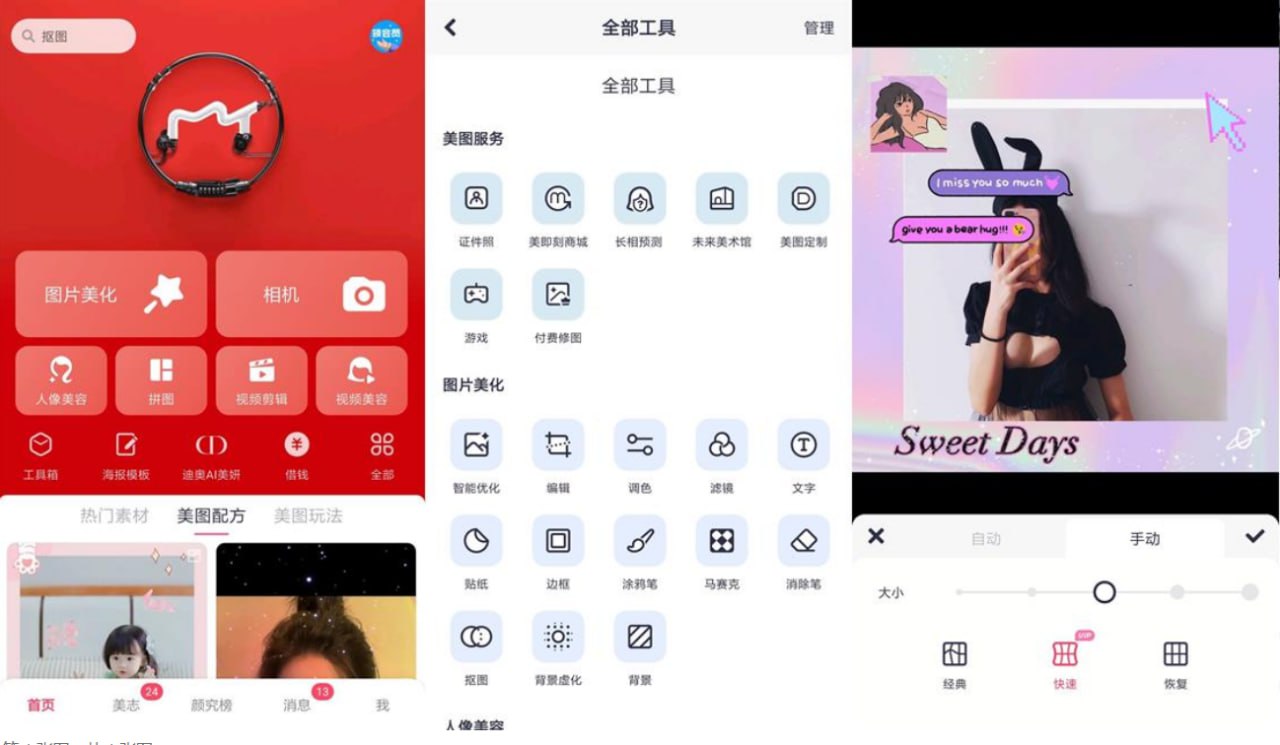 抠图
图片美化
相机
人像美容
拼图
视频剪辑
视频美容
工具箱
海报模板
迪奥AI美妍
借钱
全部
热门素材
美图配方
美图玩法
首页
美志
24
颜究榜
消息
13
我
全部工具
管理
全部工具
美图服务
证件照
美即刻商城
长相预测
未来美术馆
美图定制
游戏
付费修图
图片美化
智能优化
编辑
调色
滤镜
文字
贴纸
边框
涂鸦笔
马赛克
消除笔
抠图
背景虚化
背景
人像美容
I miss you so much
give you a bear hug!!!
Sweet Days
自动
手动
大小
经典
快速
VIP
恢复